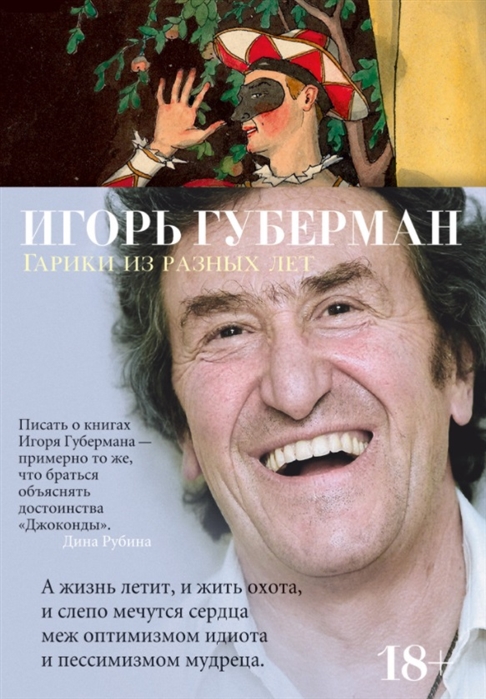 ИГОРЬ ГУБЕРМАН
ГАРИКИ ИЗ РАЗНЫХ ЛЕТ
Писать о книгах
Игоря Губермана —
примерно то же,
что браться
объяснять
достоинства
«Джоконды».
Дина Рубина
А жизнь летит, и жить охота,
и слепо мечутся сердца
меж оптимизмом идиота
и пессимизмом мудреца.
18+